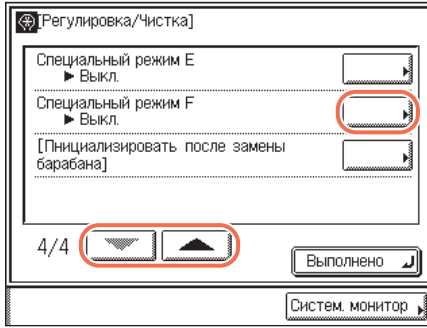 [Регулировка/Чистка]
Специальный режим E
► Выкл.
Специальный режим F
► Выкл.
[Пнициализировать после замены
барабана]
4/4
Выполнено
Систем. монитор